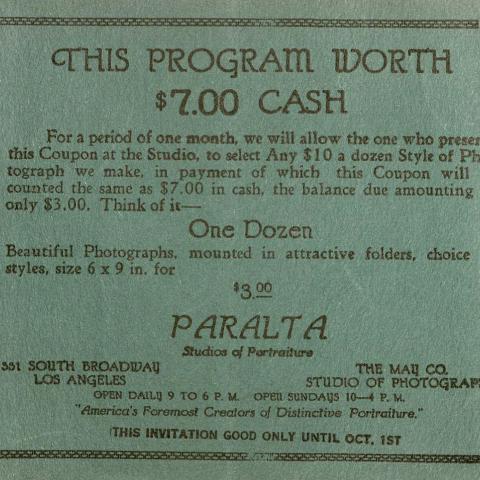 THIS PROGRAM WORTH
$7.00 CASH
For a period of one month, we will allow the one who presen
this Coupon at the Studio, to select Any $10 a dozen Style of Ph
tograph we make, in payment of which this Coupon will
counted the same as $7.00 in cash, the balance due amounting
only $3.00. Think of it—
One Dozen
Beautiful Photographs, mounted in attractive folders, choice
styles, size 6 x 9 in. for
$3.00
PARALTA
Studios of Portraiture
551 SOUTH BROADWAY THE MAY CO.
LOS ANGELES STUDIO OF PHOTOGRAP
OPEN DAILY 9 TO 6 P. M. OPEN SUNDAYS 10—4 P. M.
"America's Foremost Creators of Distinctive Portraiture."
THIS INVITATION GOOD ONLY UNTIL OCT. 1ST